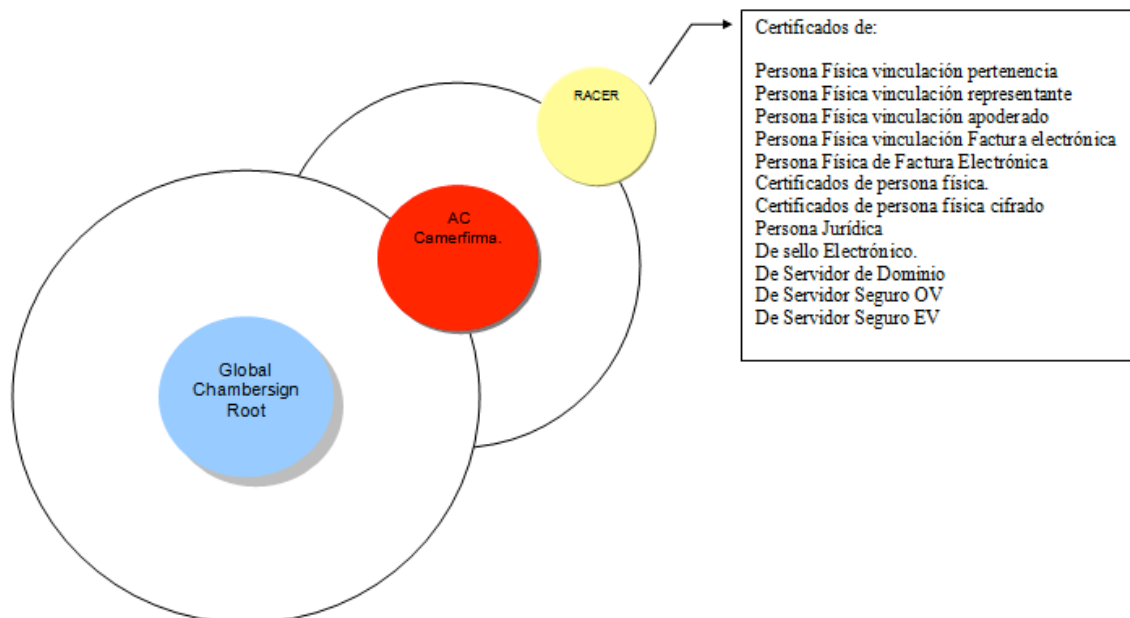 Certificados de:
Persona Física vinculación pertenencia
Persona Física vinculación representante
Persona Física vinculación apoderado
Persona Física vinculación Factura electrónica
Persona Física de Factura Electrónica
Certificados de persona física.
Certificados de persona física cifrado
Persona Jurídica
De sello Electrónico.
De Servidor de Dominio
De Servidor Seguro OV
De Servidor Seguro EV
RACER
AC
Camerfirma.
Global
Chambersign
Root